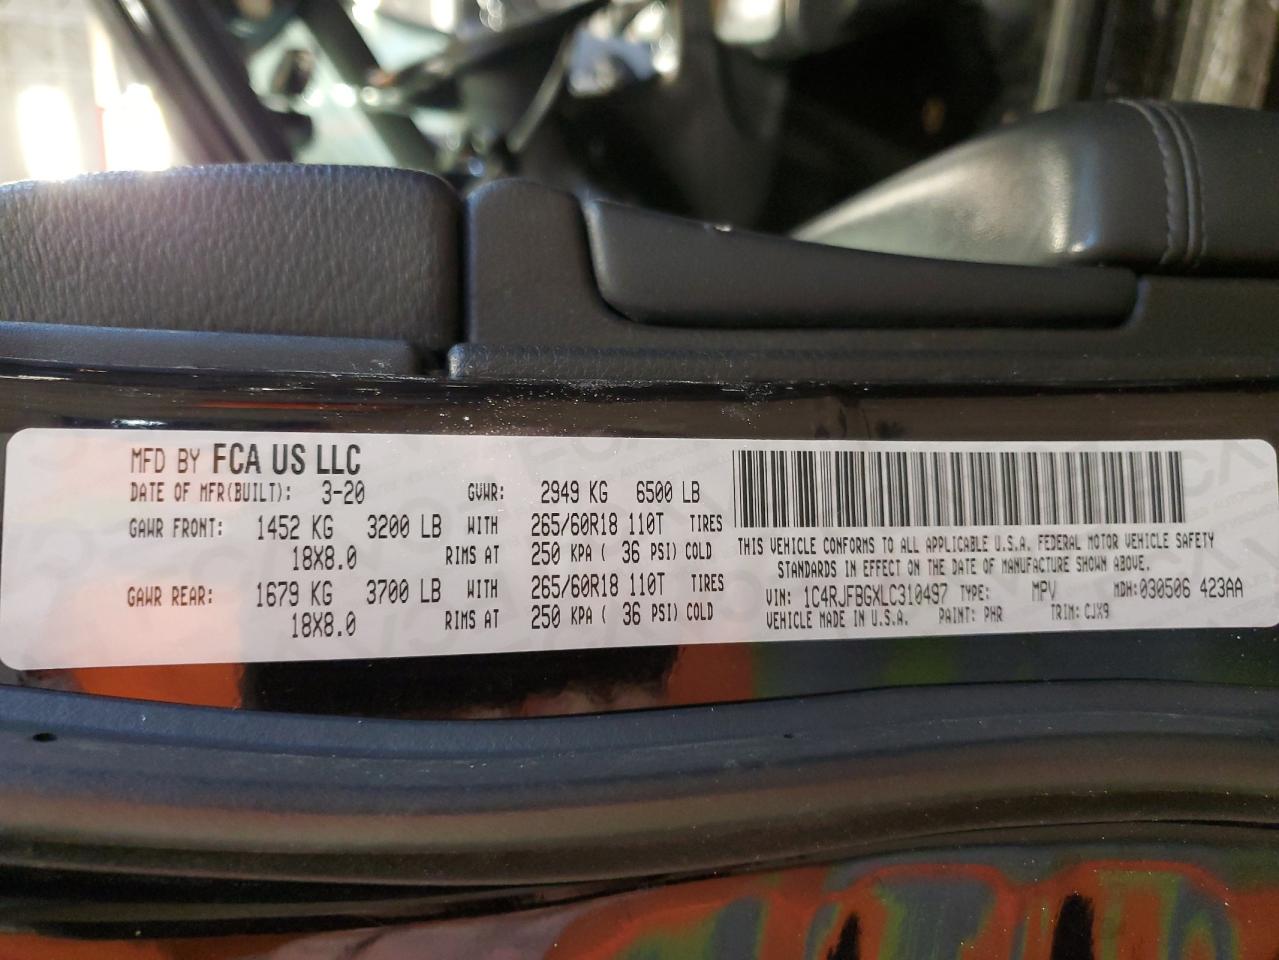 MFD BY FCA US LLC
DATE OF MFR(BUILT): 3-20 GVWR: 2949 KG 6500 LB
GAWR FRONT: 1452 KG 3200 LB WITH 265/60R18 110T TIRES
18X8.0 RIMS AT 250 KPA ( 36 PSI) COLD
GAWR REAR: 1679 KG 3700 LB WITH 265/60R18 110T TIRES
18X8.0 RIMS AT 250 KPA ( 36 PSI) COLD
THIS VEHICLE CONFORMS TO ALL APPLICABLE U.S.A. FEDERAL MOTOR VEHICLE SAFETY
STANDARDS IN EFFECT ON THE DATE OF MANUFACTURE SHOWN ABOVE.
VIN: 1C4RJFBGXLC310497 TYPE: MPV MDH:030506 423AA
VEHICLE MADE IN U.S.A. PAINT: PHR TRIM: CJX9